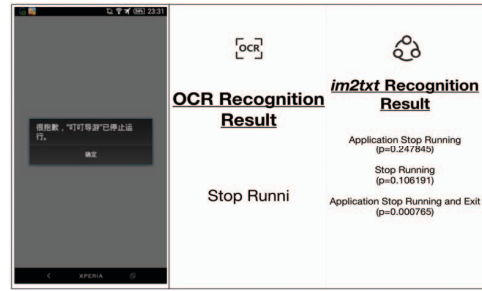 23:31
很抱歉，“叮叮导游”已停止运
行。
确定
XPERIA
[OCR]
OCR Recognition
Result
Stop Runni
im2txt Recognition
Result
Application Stop Running
(p=0.247845)
Stop Running
(p=0.106191)
Application Stop Running and Exit
(p=0.000765)